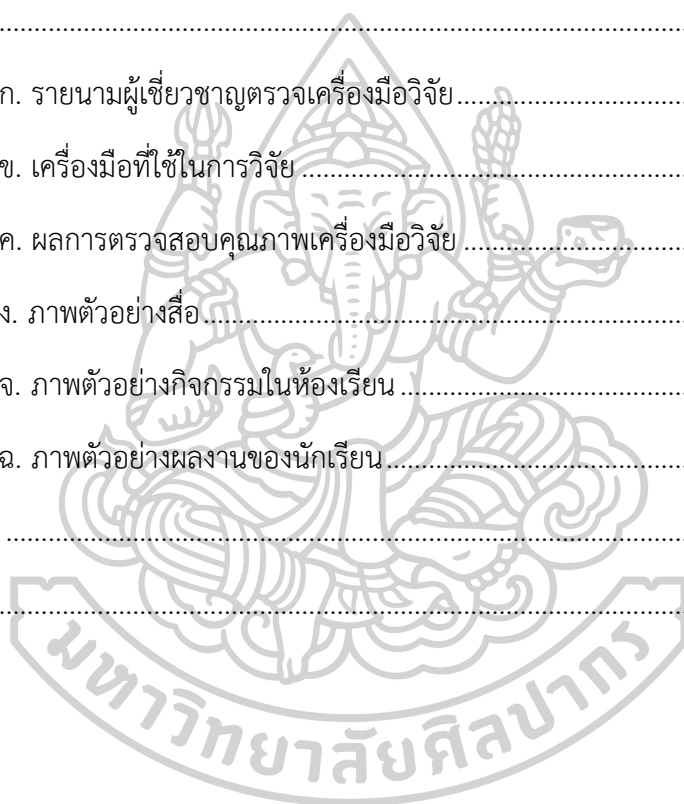 ........................................................................
ก. รายนามผู้เชี่ยวชาญตรวจเครื่องมือวิจัย........................
ข. เครื่องมือที่ใช้ในการวิจัย ........................................
ค. ผลการตรวจสอบคุณภาพเครื่องมือวิจัย ........................
ง. ภาพตัวอย่างสื่อ....................................................
จ. ภาพตัวอย่างกิจกรรมในห้องเรียน ..............................
ฉ. ภาพตัวอย่างผลงานของนักเรียน................................
........................................................................
........................................................................
มหาวิทยาลัยศิลปากร